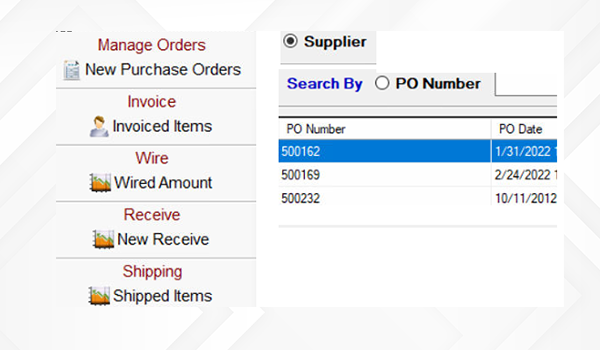 Manage Orders
New Purchase Orders
Invoice
Invoiced Items
Wire
Wired Amount
Receive
New Receive
Shipping
Shipped Items
Supplier
Search By PO Number
PO Number PO Date
500162 1/31/2022 1
500169 2/24/2022 1
500232 10/11/2012